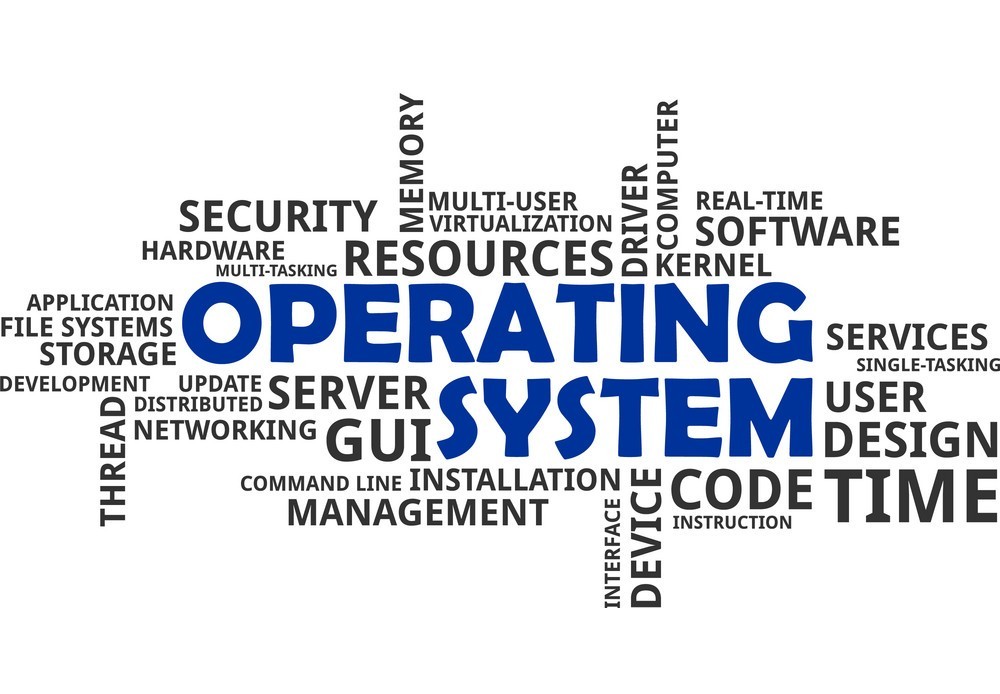 MEMORY
COMPUTER
SECURITY
MULTI-USER
DRIVER
REAL-TIME
VIRTUALIZATION
SOFTWARE
HARDWARE
MULTI-TASKING
RESOURCES
KERNEL
OPERATING
APPLICATION
FILE SYSTEMS
STORAGE
SERVICES
SINGLE-TASKING
DEVELOPMENT
UPDATE
SERVER
SYSTEM
USER
DISTRIBUTED
THREAD
NETWORKING
GUI
DESIGN
COMMAND LINE
INSTALLATION
CODE
TIME
MANAGEMENT
INTERFACE
DEVICE
INSTRUCTION